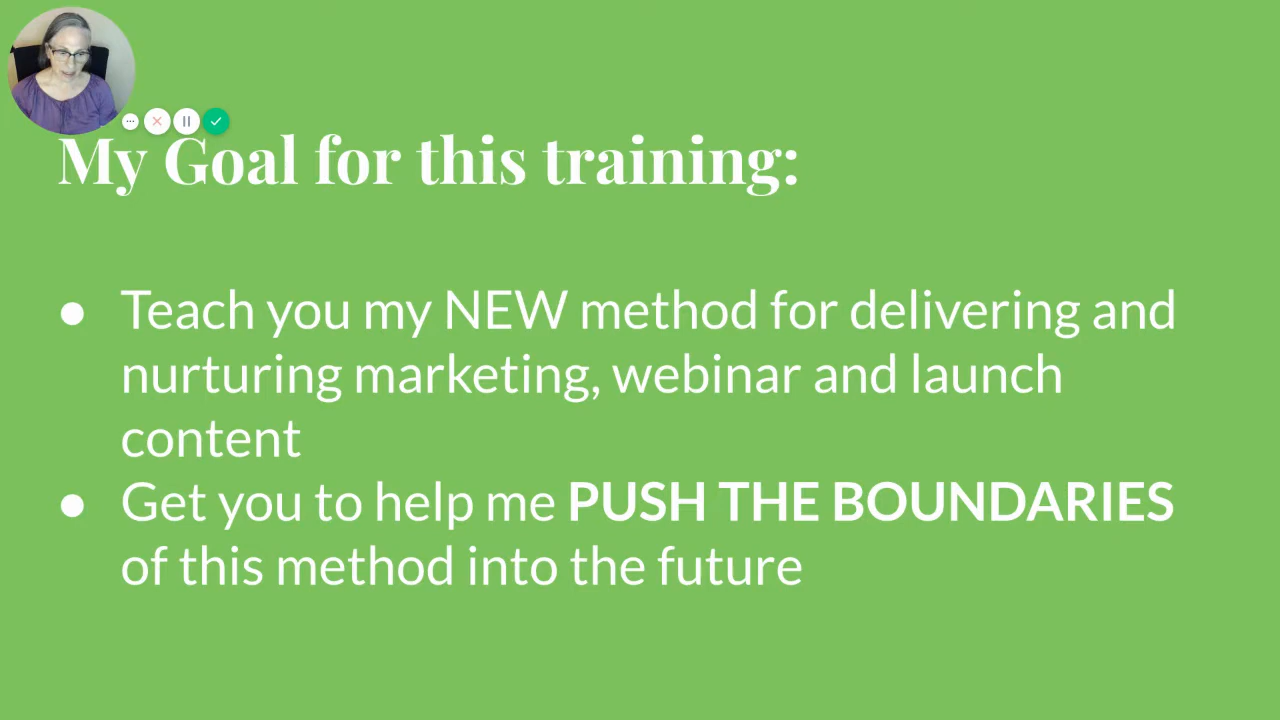 My Goal for this training:
● Teach you my NEW method for delivering and
nurturing marketing, webinar and launch
content
● Get you to help me PUSH THE BOUNDARIES
of this method into the future